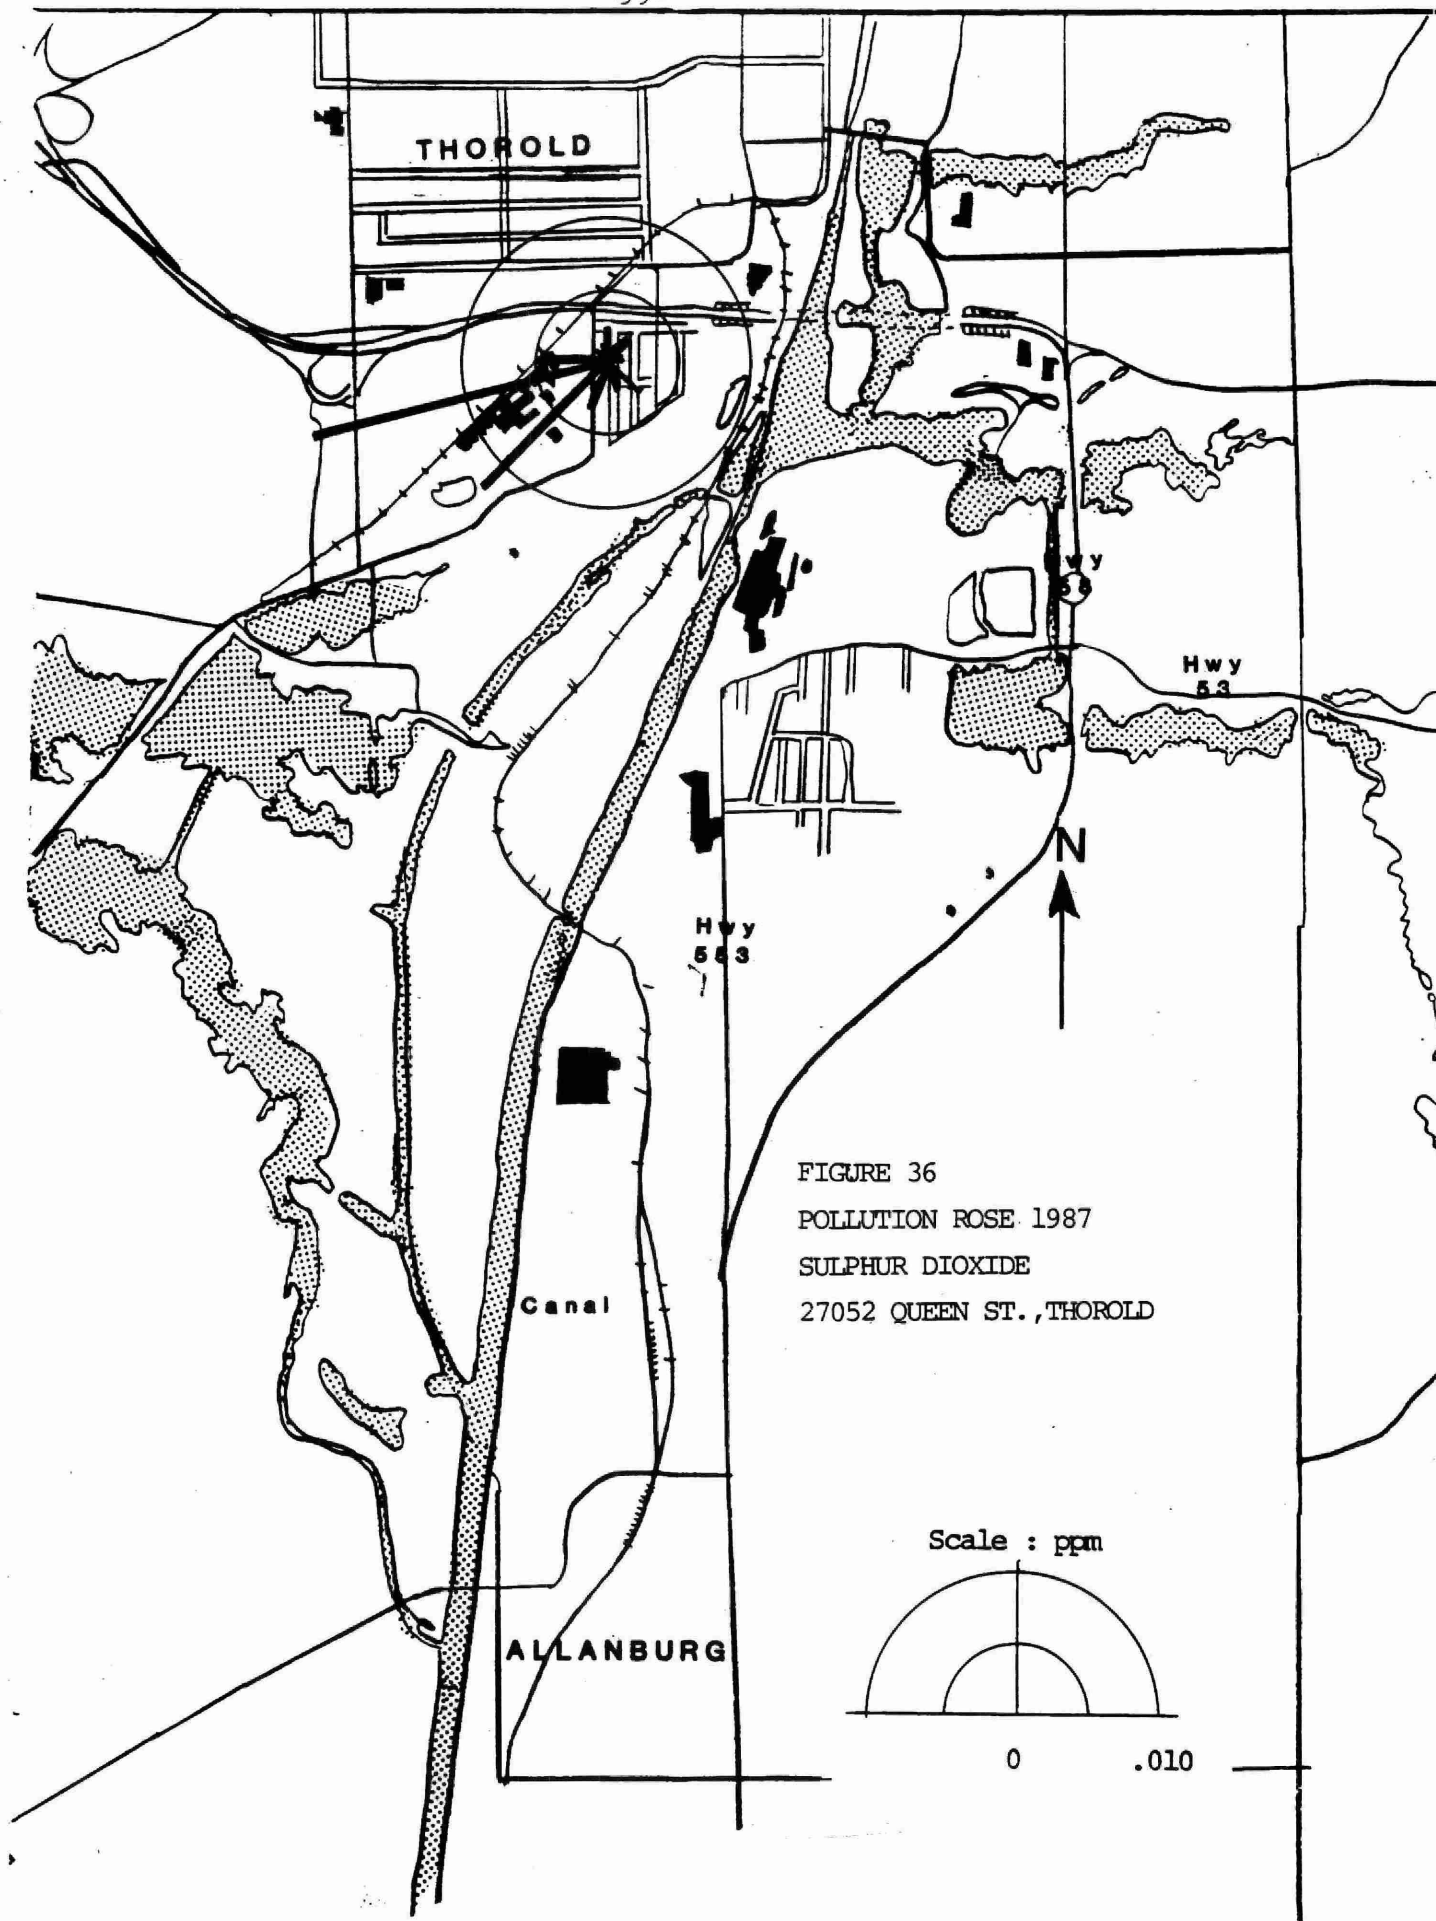 THOROLD
Hwy
58
Hwy
53
N
Hwy
553
FIGURE 36
POLLUTION ROSE 1987
SULPHUR DIOXIDE
27052 QUEEN ST.,THOROLD
Canal
Scale : ppm
ALLANBURG
0 .010